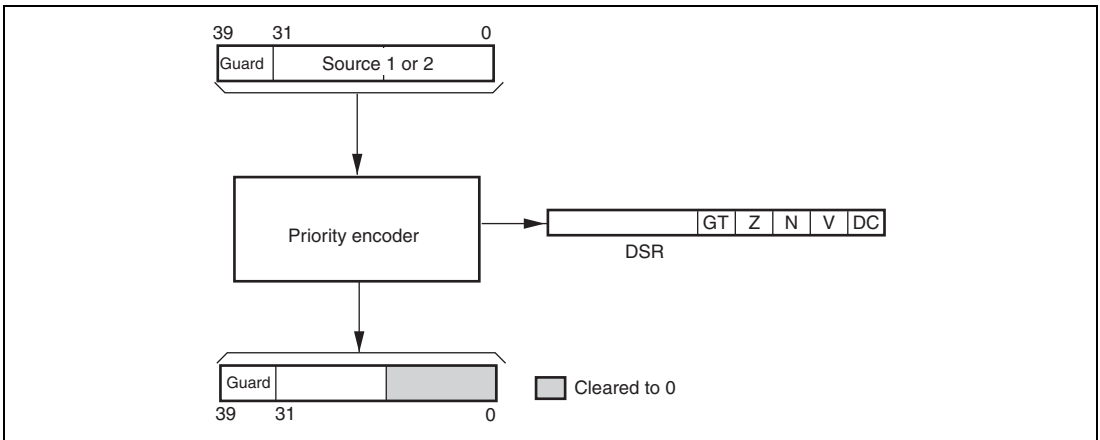 39 31 0
Guard Source 1 or 2
Priority encoder
GT Z N V DC
DSR
Guard
Cleared to 0
39 31 0